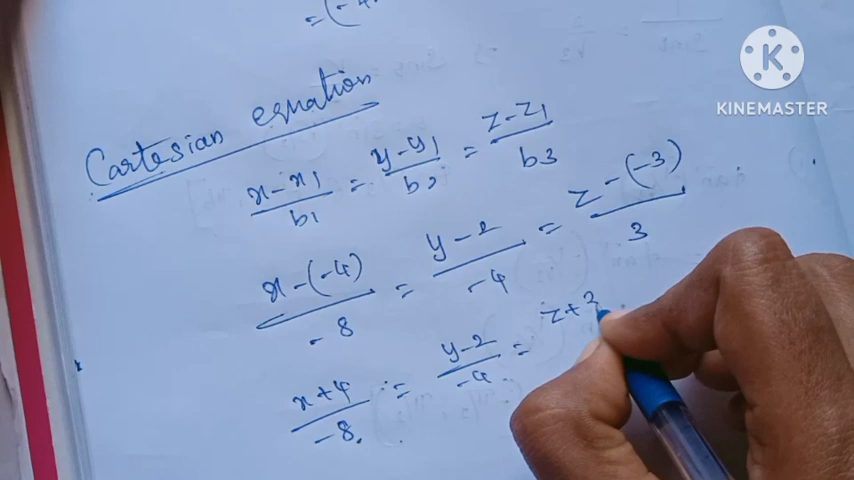 = (-4
Cartesian equation
x - x1 / b1 = y - y1 / b2 = z - z1 / b3
x - (-4) / -8 = y - 2 / -4 = z - (-3) / 3
x + 4 / -8 = y - 2 / -4 = z + 3
KINEMASTER